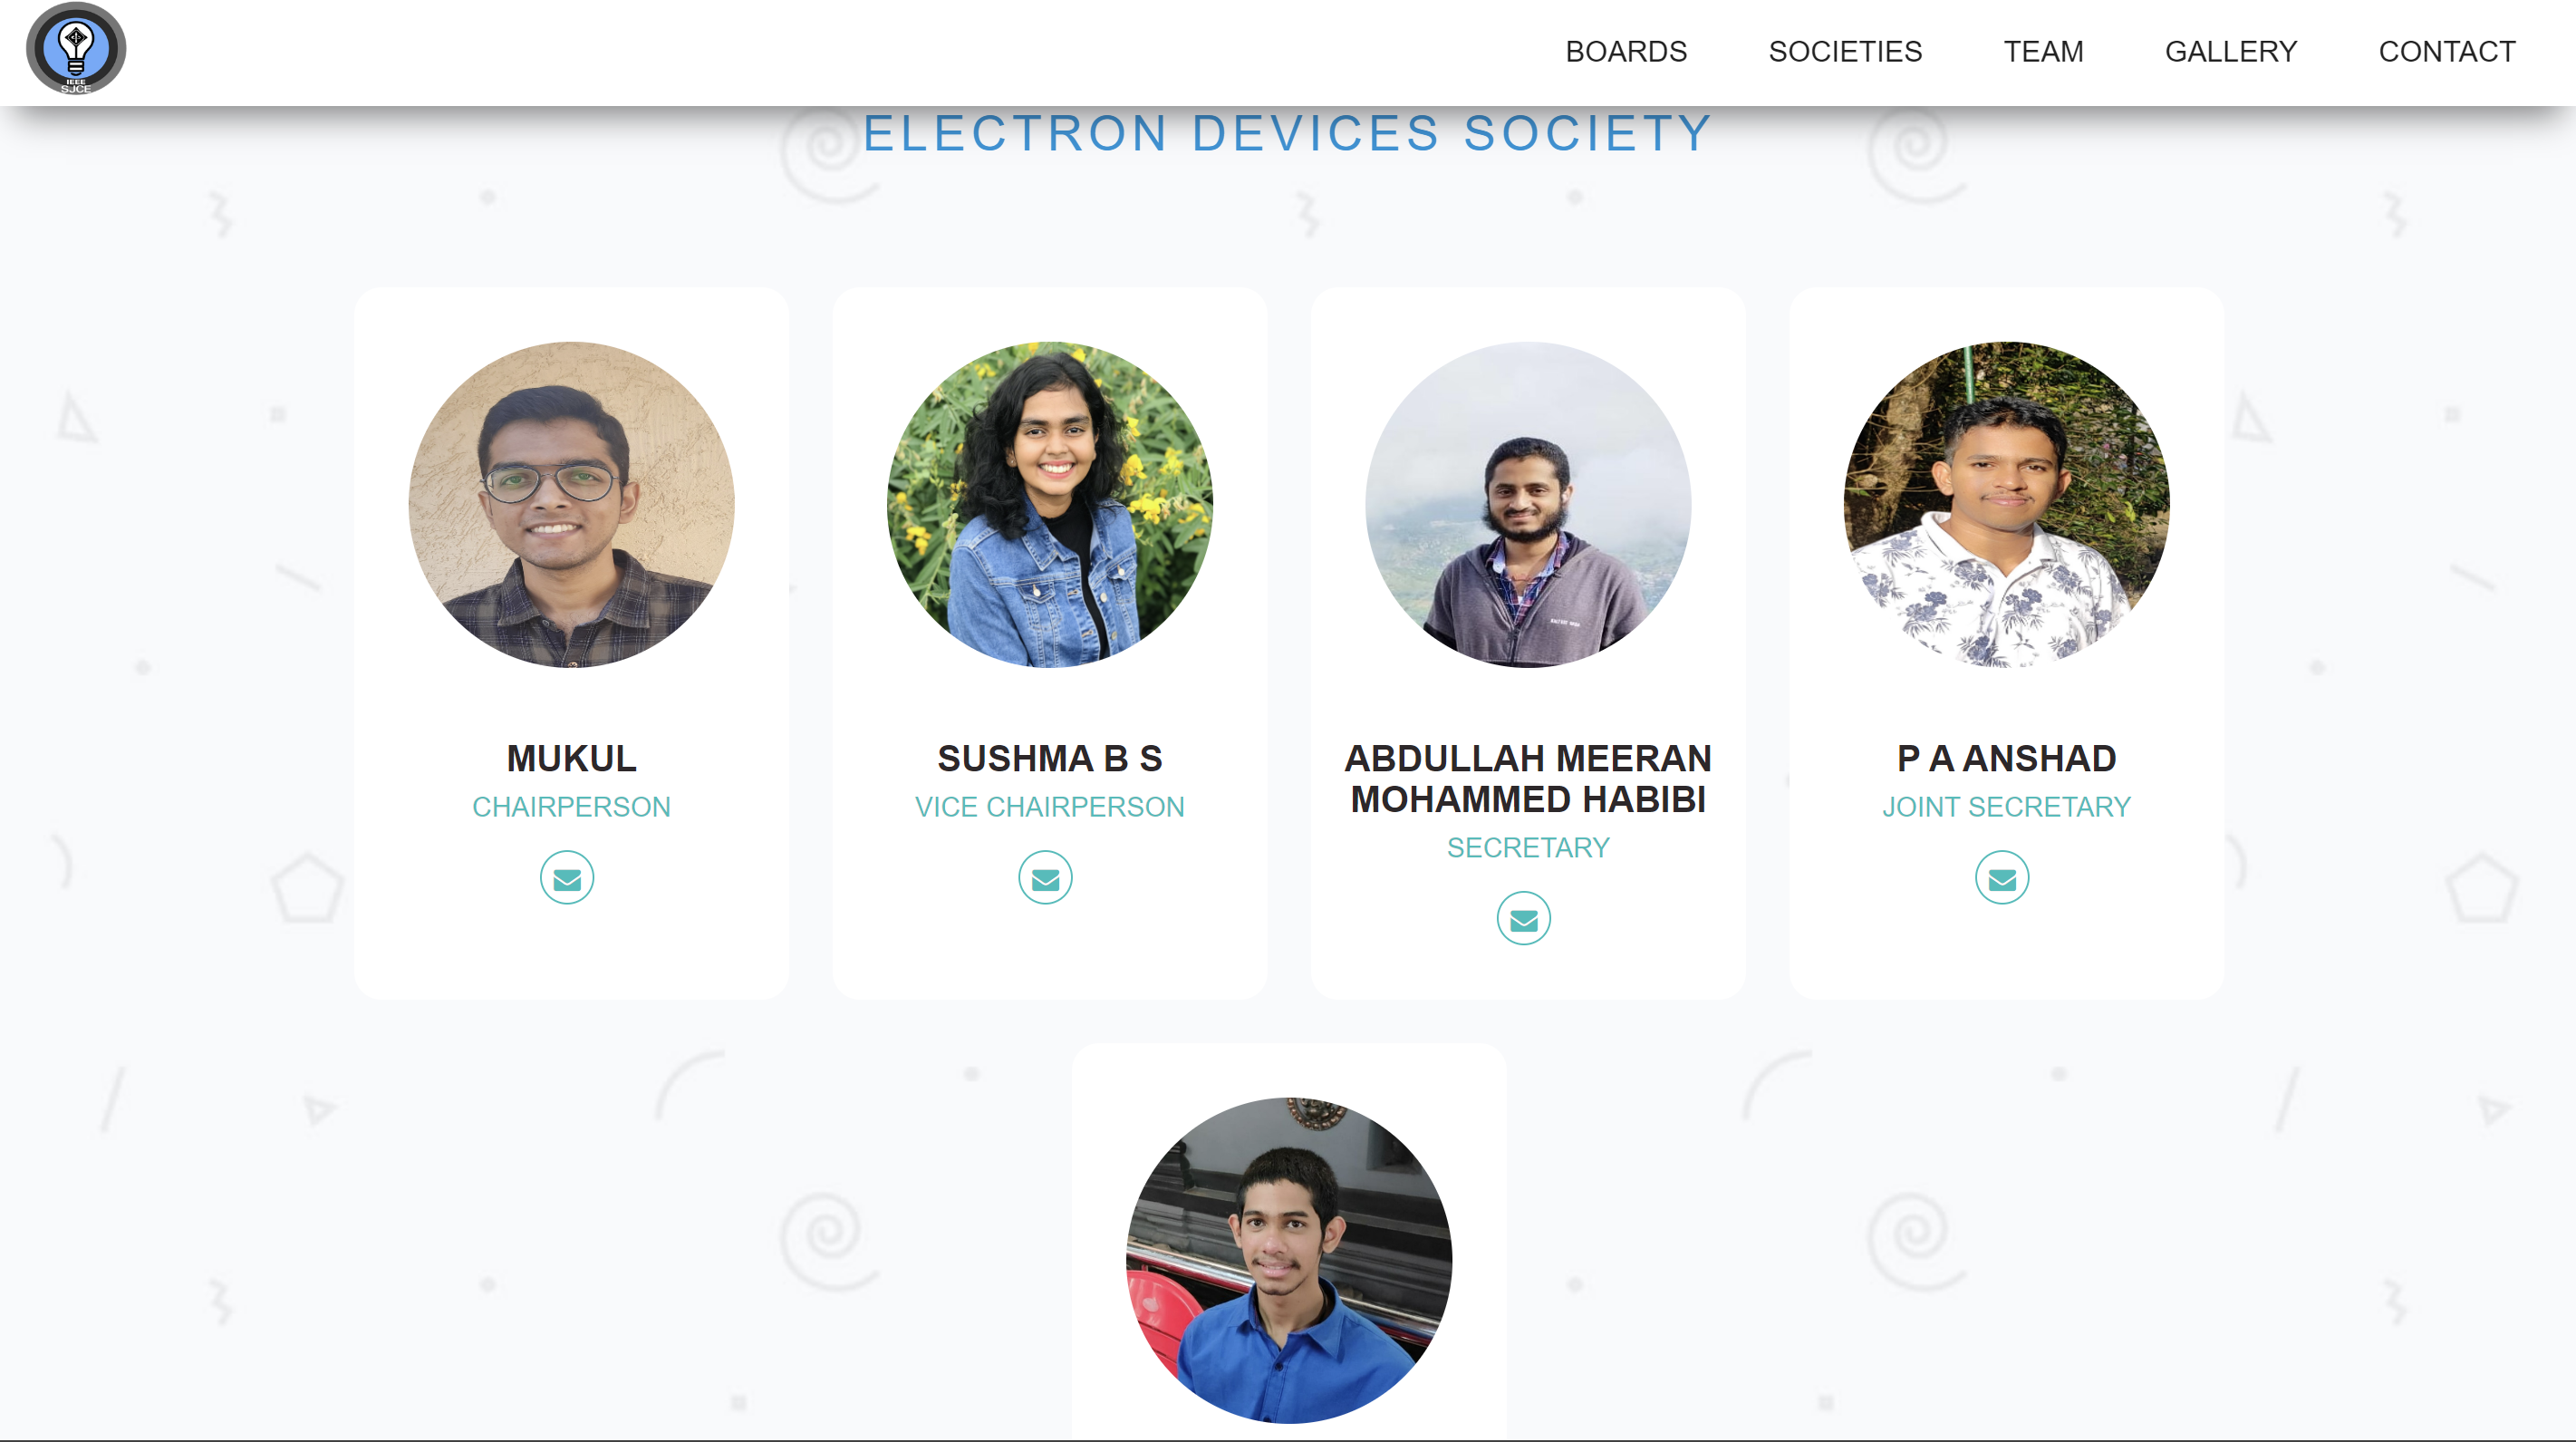 IEEE
SJCE
BOARDS
SOCIETIES
TEAM
GALLERY
CONTACT
ELECTRON DEVICES SOCIETY
MUKUL
CHAIRPERSON
SUSHMA B S
VICE CHAIRPERSON
ABDULLAH MEERAN
MOHAMMED HABIBI
SECRETARY
P A ANSHAD
JOINT SECRETARY